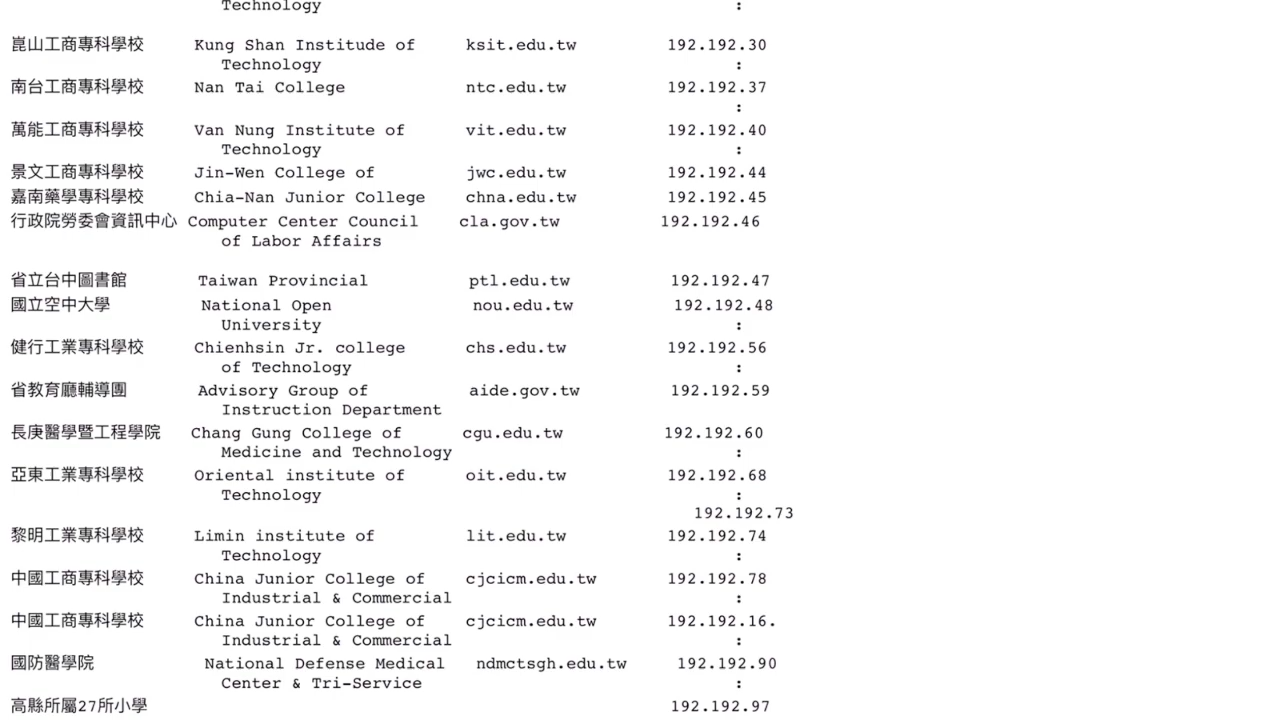 Technology :
崑山工商專科學校 Kung Shan Institude of ksit.edu.tw 192.192.30
Technology :
南台工商專科學校 Nan Tai College ntc.edu.tw 192.192.37
:
萬能工商專科學校 Van Nung Institute of vit.edu.tw 192.192.40
Technology :
景文工商專科學校 Jin-Wen College of jwc.edu.tw 192.192.44
嘉南藥學專科學校 Chia-Nan Junior College chna.edu.tw 192.192.45
行政院勞委會資訊中心 Computer Center Council cla.gov.tw 192.192.46
of Labor Affairs
省立台中圖書館 Taiwan Provincial ptl.edu.tw 192.192.47
國立空中大學 National Open nou.edu.tw 192.192.48
University :
健行工業專科學校 Chienhsin Jr. college chs.edu.tw 192.192.56
of Technology :
省教育廳輔導團 Advisory Group of aide.gov.tw 192.192.59
Instruction Department
長庚醫學暨工程學院 Chang Gung College of cgu.edu.tw 192.192.60
Medicine and Technology :
亞東工業專科學校 Oriental institute of oit.edu.tw 192.192.68
Technology :
192.192.73
黎明工業專科學校 Limin institute of lit.edu.tw 192.192.74
Technology :
中國工商專科學校 China Junior College of cjcicm.edu.tw 192.192.78
Industrial & Commercial :
中國工商專科學校 China Junior College of cjcicm.edu.tw 192.192.16.
Industrial & Commercial :
國防醫學院 National Defense Medical ndmctsgh.edu.tw 192.192.90
Center & Tri-Service :
高縣所屬27所小學 192.192.97